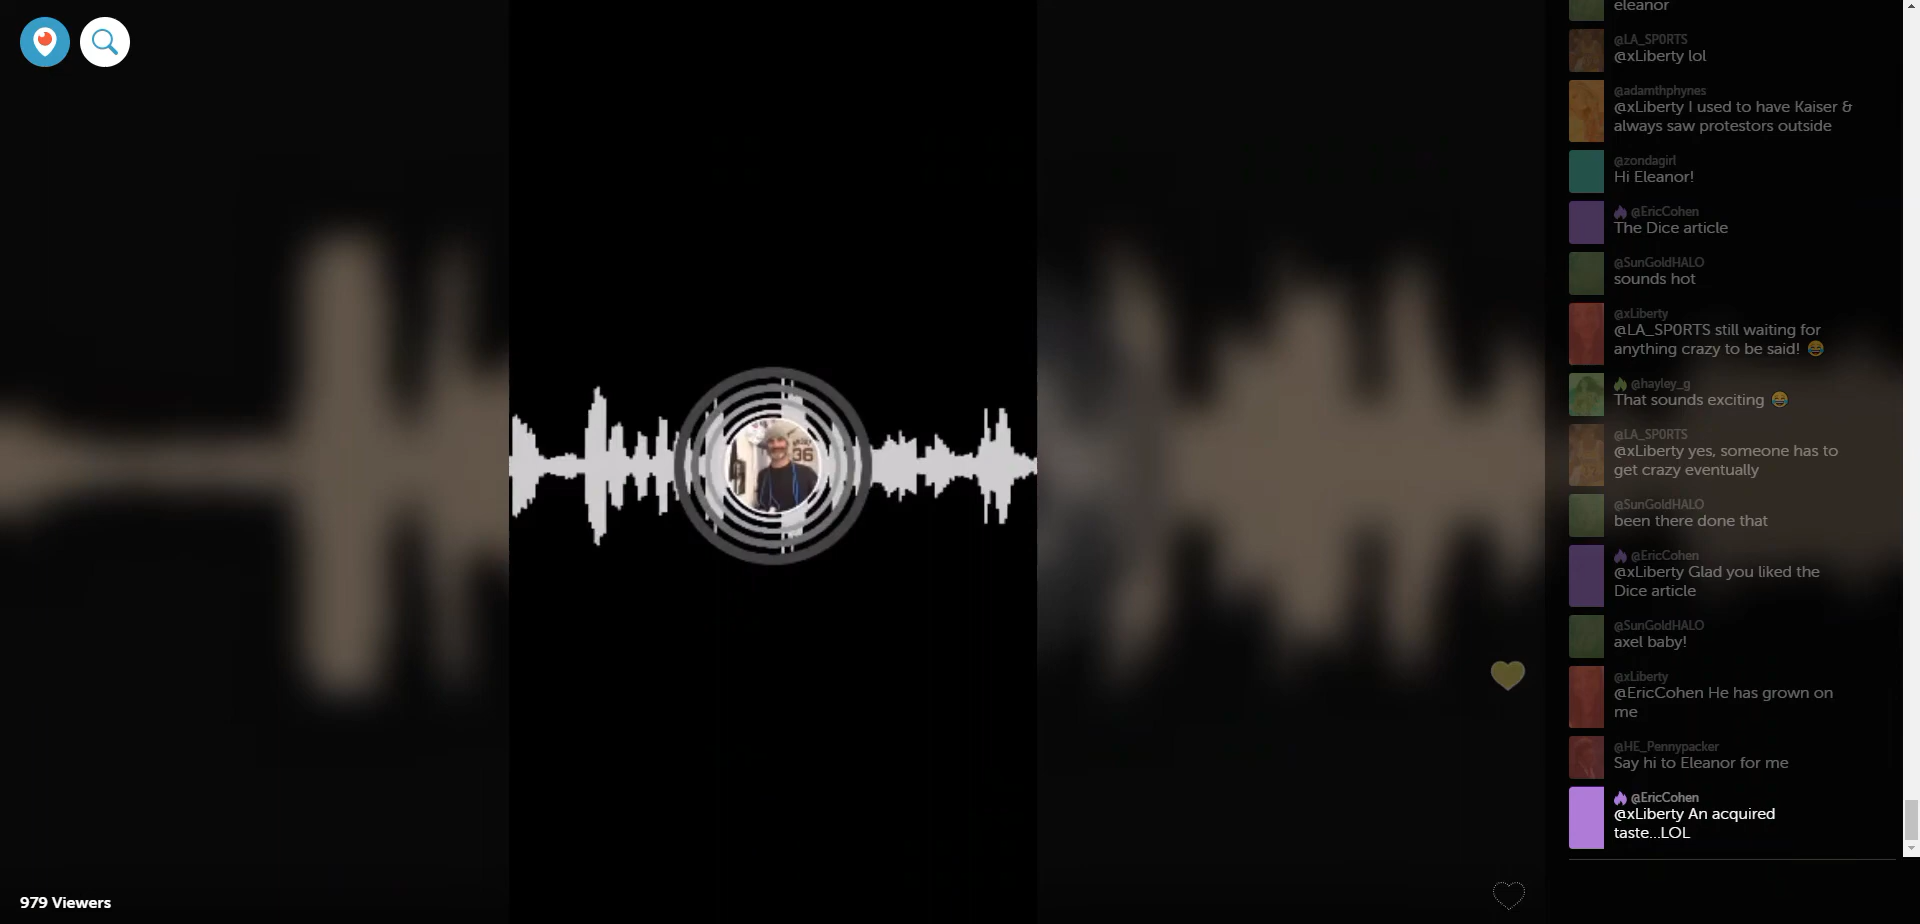 eleanor
@LA_SP0RTS
@xLiberty lol
@adamthphynes
@xLiberty I used to have Kaiser &
always saw protestors outside
@zondagirl
Hi Eleanor!
@EricCohen
The Dice article
@SunGoldHALO
sounds hot
@xLiberty
@LA_SP0RTS still waiting for
anything crazy to be said! 😂
@hayley_g
That sounds exciting 😂
@LA_SP0RTS
@xLiberty yes, someone has to
get crazy eventually
@SunGoldHALO
been there done that
@EricCohen
@xLiberty Glad you liked the
Dice article
@SunGoldHALO
axel baby!
@xLiberty
@EricCohen He has grown on
me
@HE_Pennypacker
Say hi to Eleanor for me
@EricCohen
@xLiberty An acquired
taste...LOL
36
979 Viewers